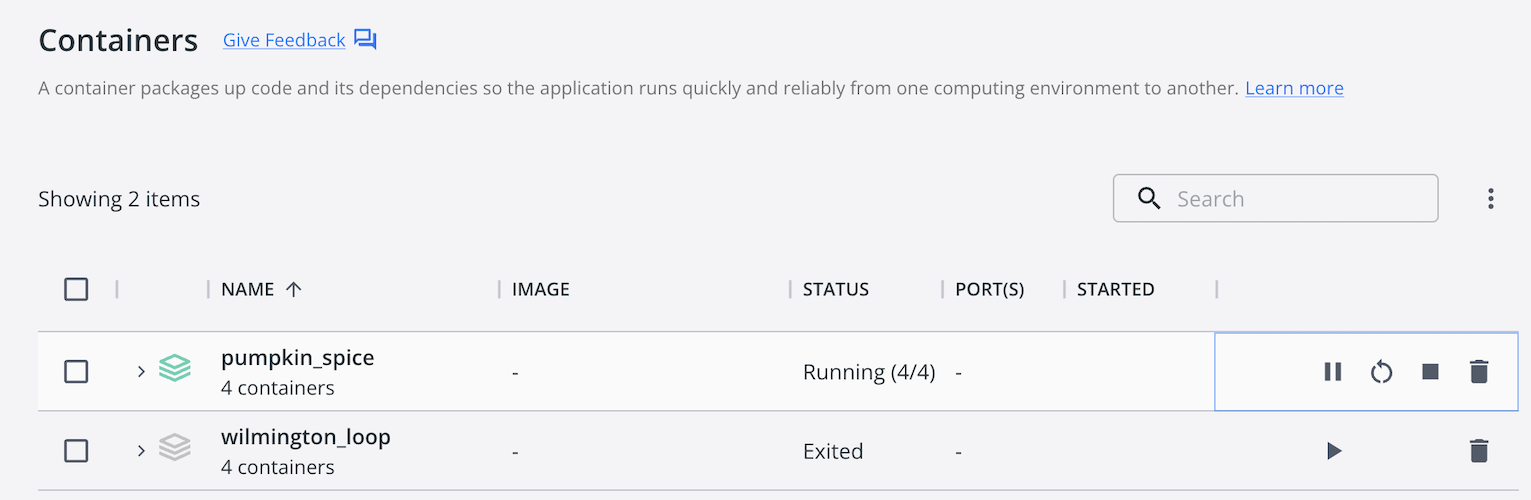 Containers Give Feedback
A container packages up code and its dependencies so the application runs quickly and reliably from one computing environment to another. Learn more
Showing 2 items Search
NAME IMAGE STATUS PORT(S) STARTED
pumpkin_spice
4 containers - Running (4/4) -
wilmington_loop
4 containers - Exited -